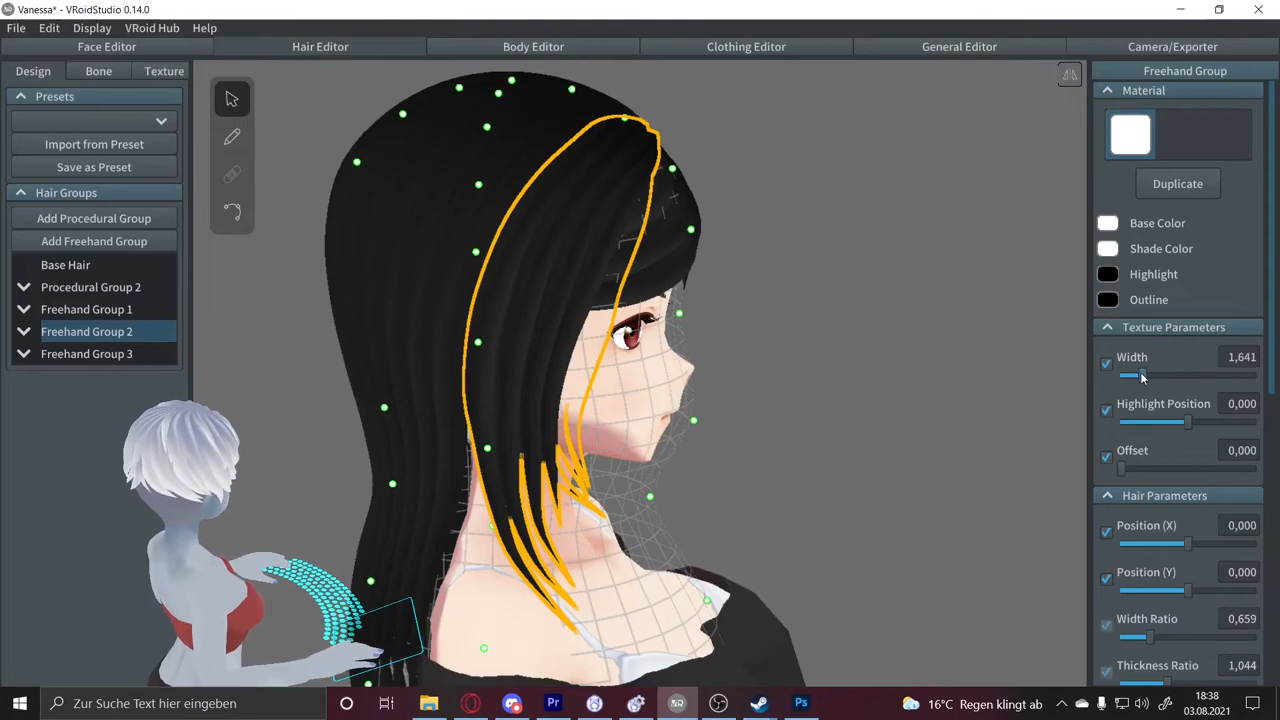 Vanessa* - VRoidStudio 0.14.0
File Edit Display VRoid Hub Help
Face Editor Hair Editor Body Editor Clothing Editor General Editor Camera/Exporter
Design Bone Texture
Presets
Import from Preset
Save as Preset
Hair Groups
Add Procedural Group
Add Freehand Group
Base Hair
Procedural Group 2
Freehand Group 1
Freehand Group 2
Freehand Group 3
Freehand Group
Material
Duplicate
Base Color
Shade Color
Highlight
Outline
Texture Parameters
Width 1,641
Highlight Position 0,000
Offset 0,000
Hair Parameters
Position (X) 0,000
Position (Y) 0,000
Width Ratio 0,659
Thickness Ratio 1,044
Zur Suche Text hier eingeben
Pr
VR
Ps
16°C Regen klingt ab
18:38
03.08.2021